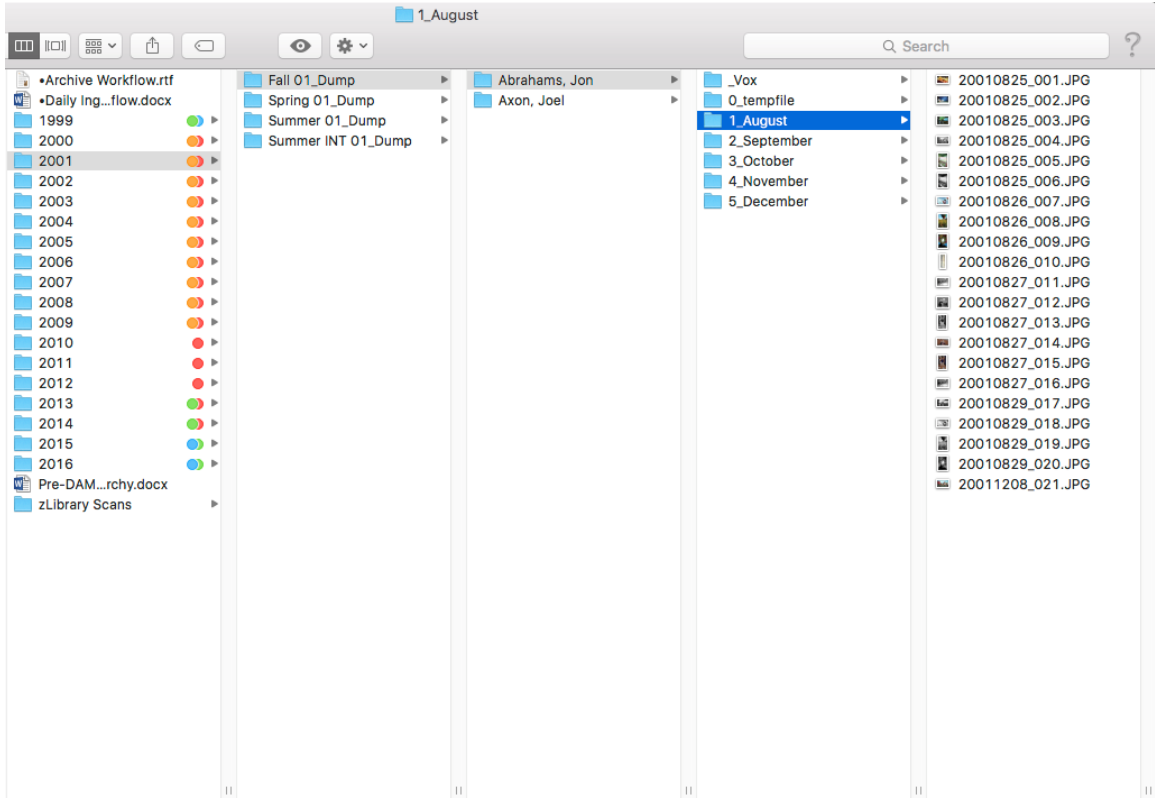 1_August
Search
?
•Archive Workflow.rtf
•Daily Ing...flow.docx
1999
2000
2001
2002
2003
2004
2005
2006
2007
2008
2009
2010
2011
2012
2013
2014
2015
2016
Pre-DAM...rchy.docx
zLibrary Scans
Fall 01_Dump
Spring 01_Dump
Summer 01_Dump
Summer INT 01_Dump
Abrahams, Jon
Axon, Joel
_Vox
0_tempfile
1_August
2_September
3_October
4_November
5_December
20010825_001.JPG
20010825_002.JPG
20010825_003.JPG
20010825_004.JPG
20010825_005.JPG
20010825_006.JPG
20010826_007.JPG
20010826_008.JPG
20010826_009.JPG
20010826_010.JPG
20010827_011.JPG
20010827_012.JPG
20010827_013.JPG
20010827_014.JPG
20010827_015.JPG
20010827_016.JPG
20010829_017.JPG
20010829_018.JPG
20010829_019.JPG
20010829_020.JPG
20011208_021.JPG